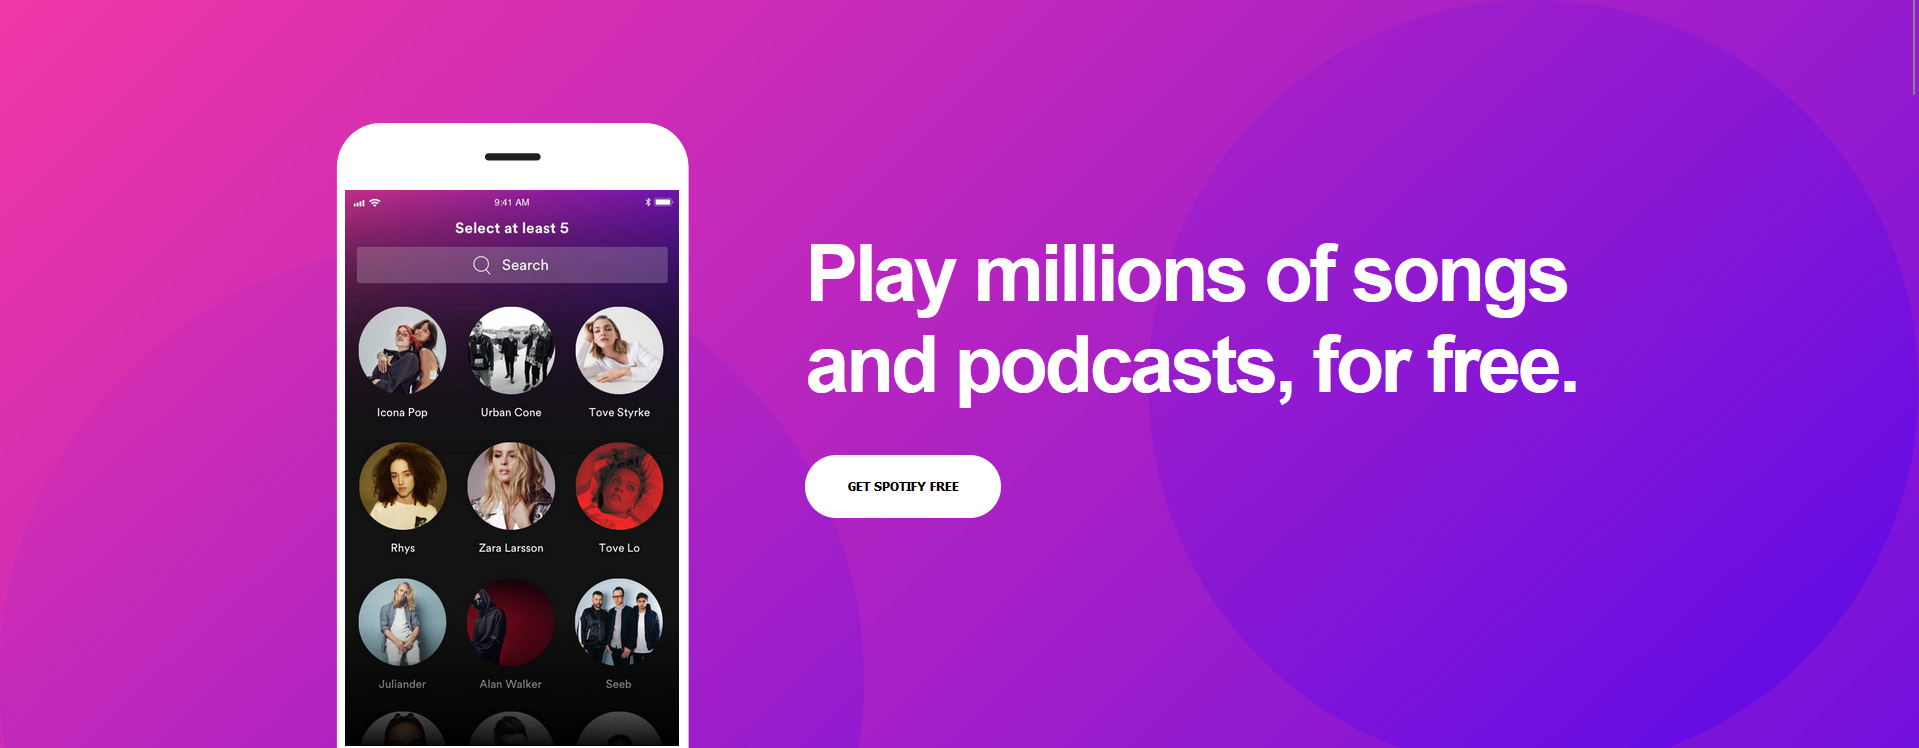 9:41 AM
Select at least 5
Search
Icona Pop
Urban Cone
Tove Styrke
Rhys
Zara Larsson
Tove Lo
Juliander
Alan Walker
Seeb
Play millions of songs
and podcasts, for free.
GET SPOTIFY FREE